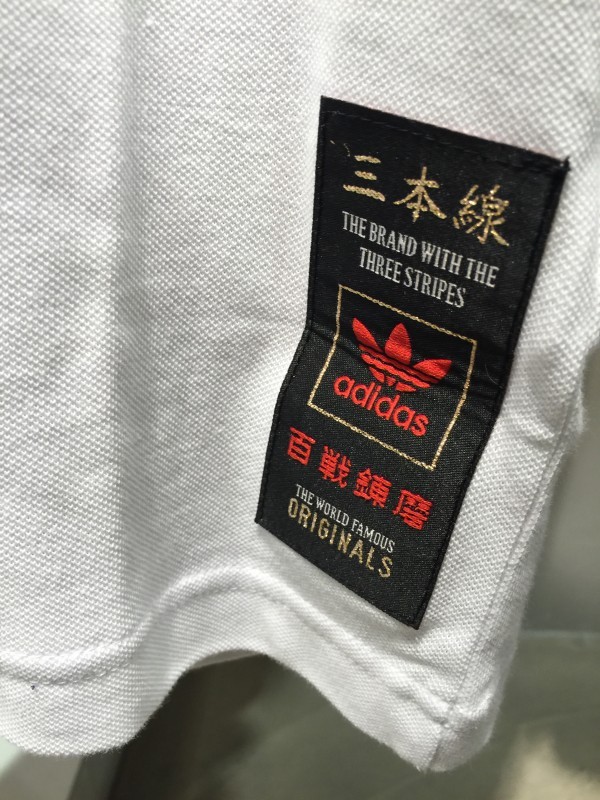 三本線
THE BRAND WITH THE
THREE STRIPES
adidas
百戦錬磨
THE WORLD FAMOUS
ORIGINALS